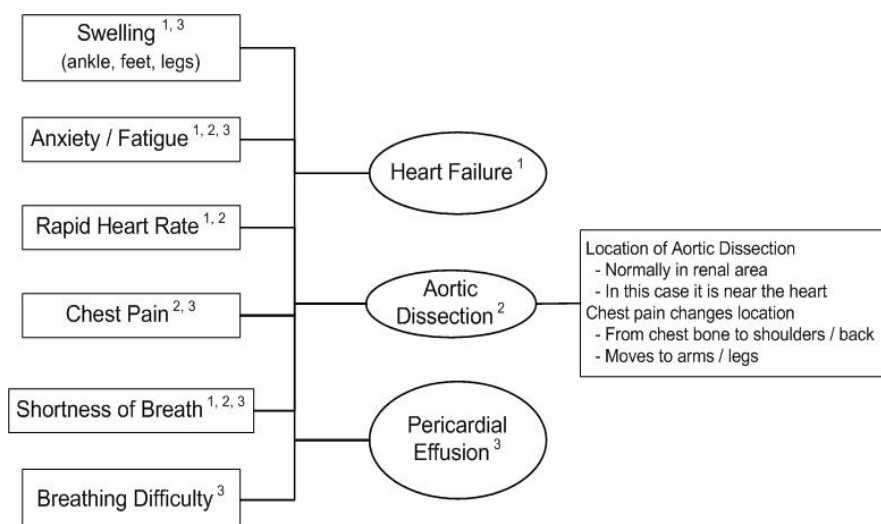 Swelling 1, 3
(ankle, feet, legs)
Anxiety / Fatigue 1, 2, 3
Rapid Heart Rate 1, 2
Chest Pain 2, 3
Shortness of Breath 1, 2, 3
Breathing Difficulty 3
Heart Failure 1
Aortic
Dissection 2
Pericardial
Effusion 3
Location of Aortic Dissection
- Normally in renal area
- In this case it is near the heart
Chest pain changes location
- From chest bone to shoulders / back
- Moves to arms / legs